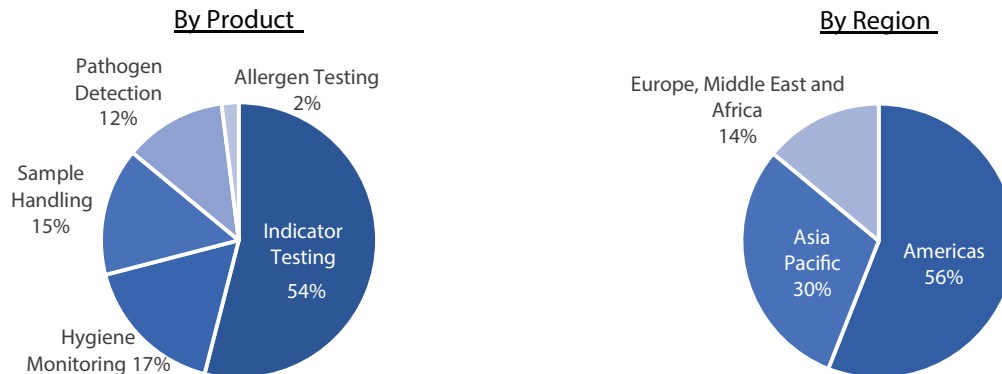 By Product
Pathogen
Detection
12%
Allergen Testing
2%
Sample
Handling
15%
Indicator
Testing
54%
Hygiene
Monitoring 17%
By Region
Europe, Middle East and
Africa
14%
Asia
Pacific
30%
Americas
56%